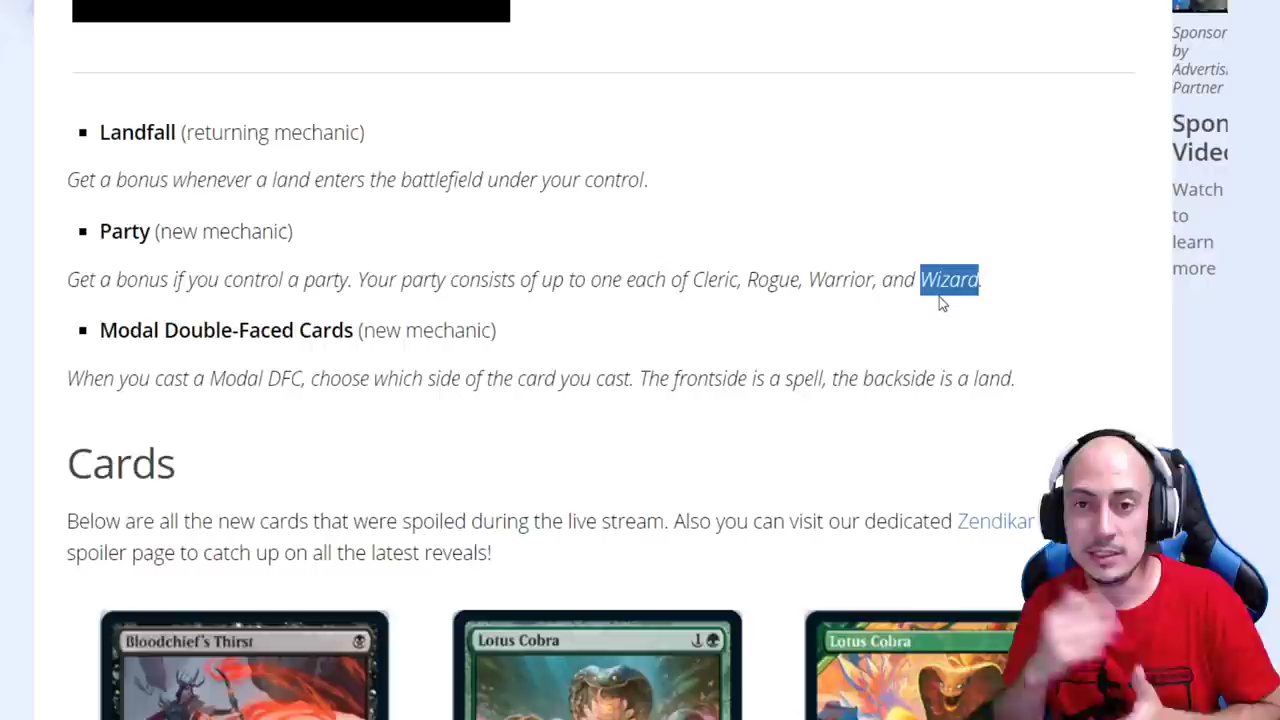 Landfall (returning mechanic)
Get a bonus whenever a land enters the battlefield under your control.
Party (new mechanic)
Get a bonus if you control a party. Your party consists of up to one each of Cleric, Rogue, Warrior, and Wizard.
Modal Double-Faced Cards (new mechanic)
When you cast a Modal DFC, choose which side of the card you cast. The frontside is a spell, the backside is a land.
Cards
Below are all the new cards that were spoiled during the live stream. Also you can visit our dedicated Zendikar
spoiler page to catch up on all the latest reveals!
Bloodchief's Thirst
Lotus Cobra 1
Lotus Cobra
Sponsor
by
Advertis
Partner
Spon
Vide
Watch
to
learn
more